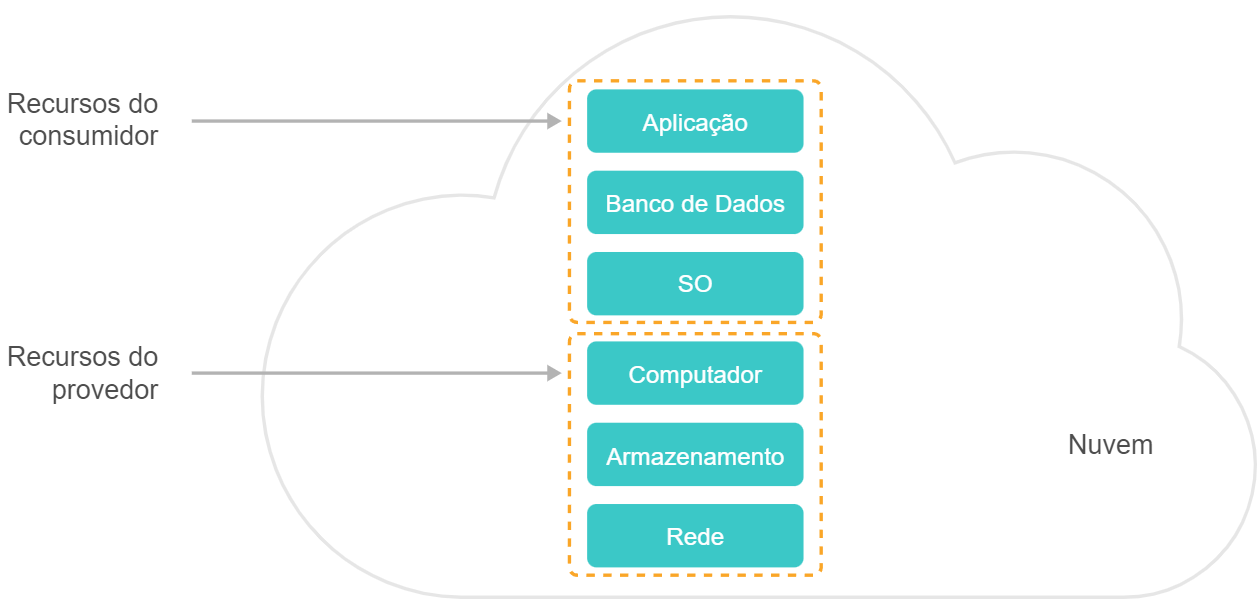 Recursos do
consumidor
Aplicação
Banco de Dados
SO
Recursos do
provedor
Computador
Armazenamento
Rede
Nuvem